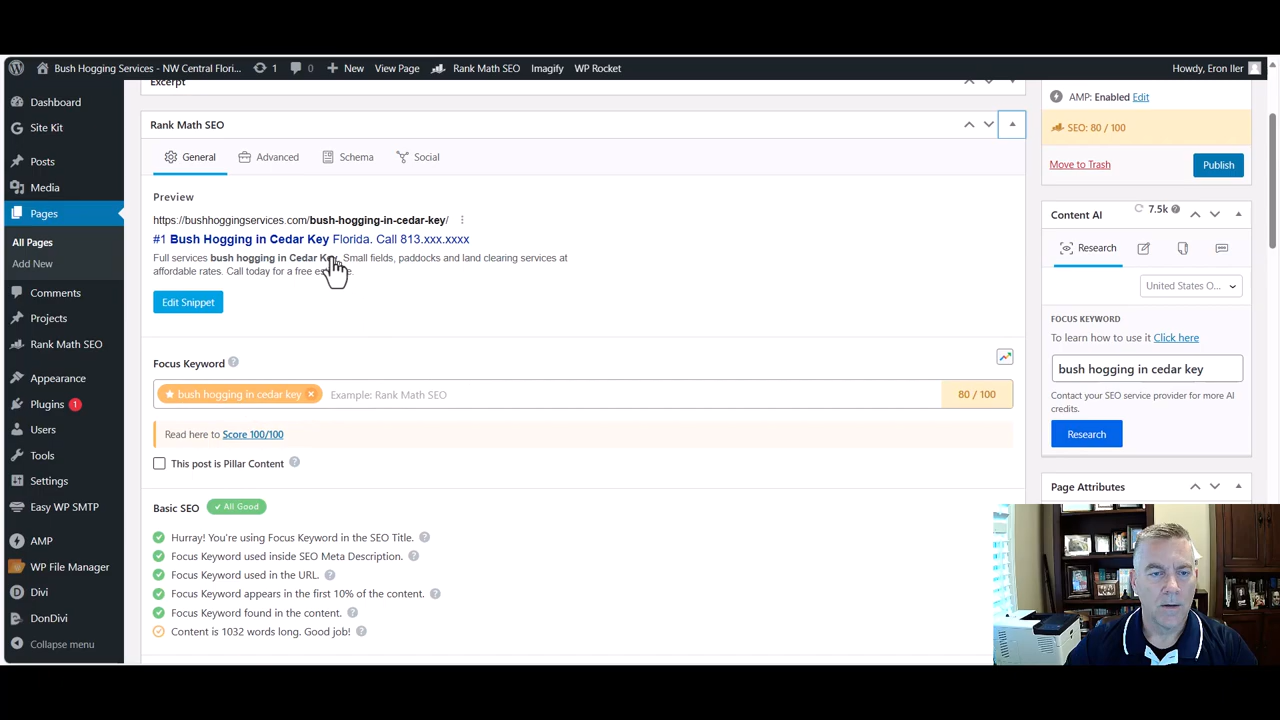 Bush Hogging Services - NW Central Flori... 1 0 New View Page Rank Math SEO Imagify WP Rocket Howdy, Eron Iler
Dashboard
Site Kit
Posts
Media
Pages
All Pages
Add New
Comments
Projects
Rank Math SEO
Appearance
Plugins 1
Users
Tools
Settings
Easy WP SMTP
AMP
WP File Manager
Divi
DonDivi
Collapse menu
Excerpt
Rank Math SEO
General Advanced Schema Social
Preview
https://bushhoggingservices.com/bush-hogging-in-cedar-key/
#1 Bush Hogging in Cedar Key Florida. Call 813.xxx.xxxx
Full services bush hogging in Cedar Key. Small fields, paddocks and land clearing services at
affordable rates. Call today for a free
Edit Snippet
Focus Keyword
bush hogging in cedar key × Example: Rank Math SEO 80 / 100
Read here to Score 100/100
This post is Pillar Content
Basic SEO All Good
Hurray! You're using Focus Keyword in the SEO Title.
Focus Keyword used inside SEO Meta Description.
Focus Keyword used in the URL.
Focus Keyword appears in the first 10% of the content.
Focus Keyword found in the content.
Content is 1032 words long. Good job!
AMP: Enabled Edit
SEO: 80 / 100
Move to Trash Publish
Content AI 7.5k
Research
United States O...
FOCUS KEYWORD
To learn how to use it Click here
bush hogging in cedar key
Contact your SEO service provider for more AI
credits.
Research
Page Attributes